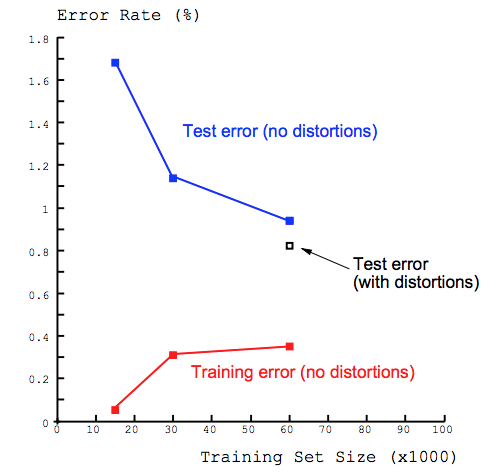 Error Rate (%)
1.8
1.6
1.4
Test error (no distortions)
1.2
1
0.8
Test error
(with distortions)
0.6
0.4
Training error (no distortions)
0.2
0
0 10 20 30 40 50 60 70 80 90 100
Training Set Size (x1000)